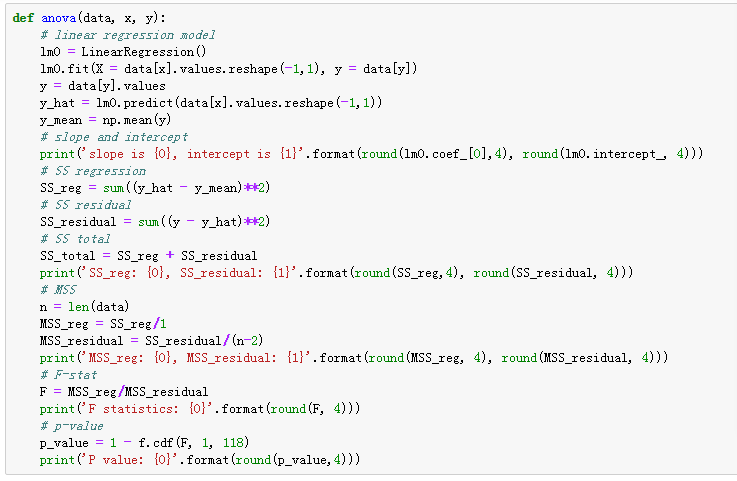 def anova(data, x, y):
    # linear regression model
    lm0 = LinearRegression()
    lm0.fit(X = data[x].values.reshape(-1,1), y = data[y])
    y = data[y].values
    y_hat = lm0.predict(data[x].values.reshape(-1,1))
    y_mean = np.mean(y)
    # slope and intercept
    print('slope is {0}, intercept is {1}'.format(round(lm0.coef_[0],4), round(lm0.intercept_, 4)))
    # SS regression
    SS_reg = sum((y_hat - y_mean)**2)
    # SS residual
    SS_residual = sum((y - y_hat)**2)
    # SS total
    SS_total = SS_reg + SS_residual
    print('SS_reg: {0}, SS_residual: {1}'.format(round(SS_reg,4), round(SS_residual, 4)))
    # MSS
    n = len(data)
    MSS_reg = SS_reg/1
    MSS_residual = SS_residual/(n-2)
    print('MSS_reg: {0}, MSS_residual: {1}'.format(round(MSS_reg, 4), round(MSS_residual, 4)))
    # F-stat
    F = MSS_reg/MSS_residual
    print('F statistics: {0}'.format(round(F, 4)))
    # p-value
    p_value = 1 - f.cdf(F, 1, 118)
    print('P value: {0}'.format(round(p_value,4)))